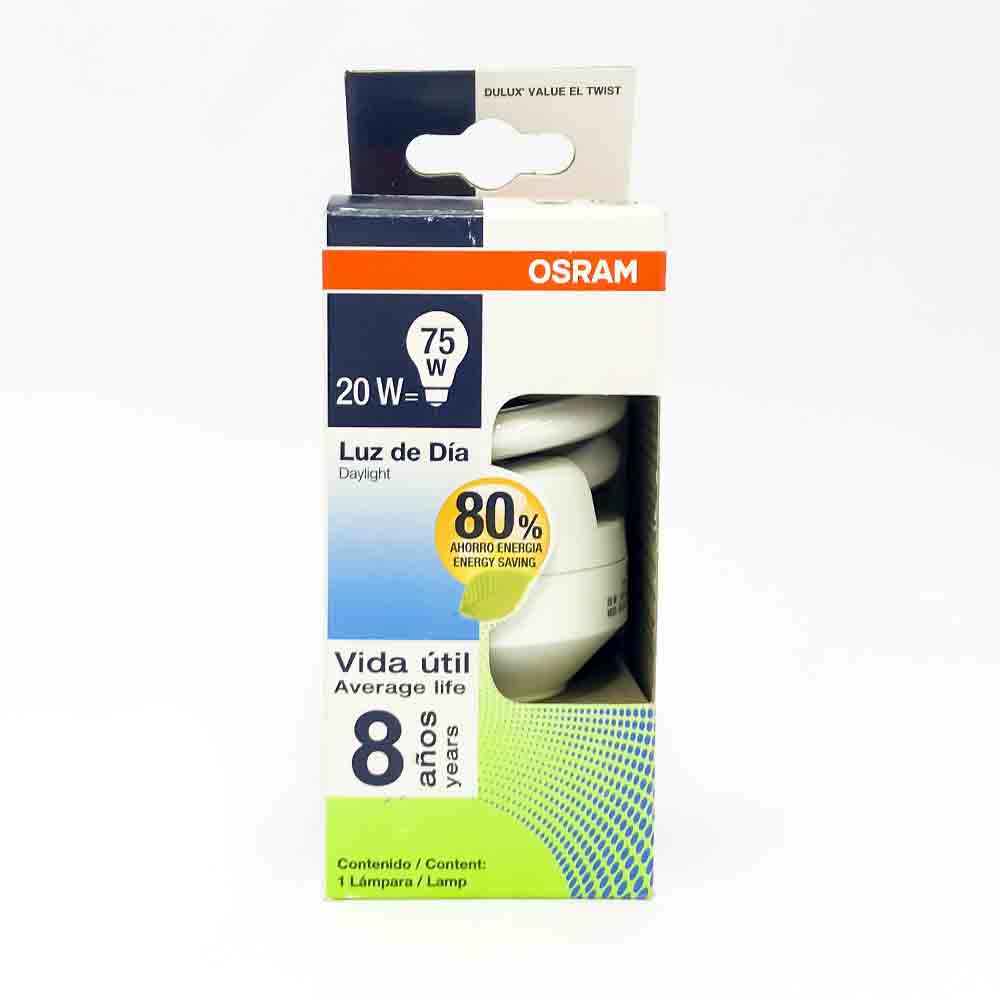 DULUX® VALUE EL TWIST
OSRAM
75
W
20 W=
Luz de Día
Daylight
80%
AHORRO ENERGIA
ENERGY SAVING
Vida útil
Average life
8 años
years
Contenido / Content:
1 Lámpara / Lamp